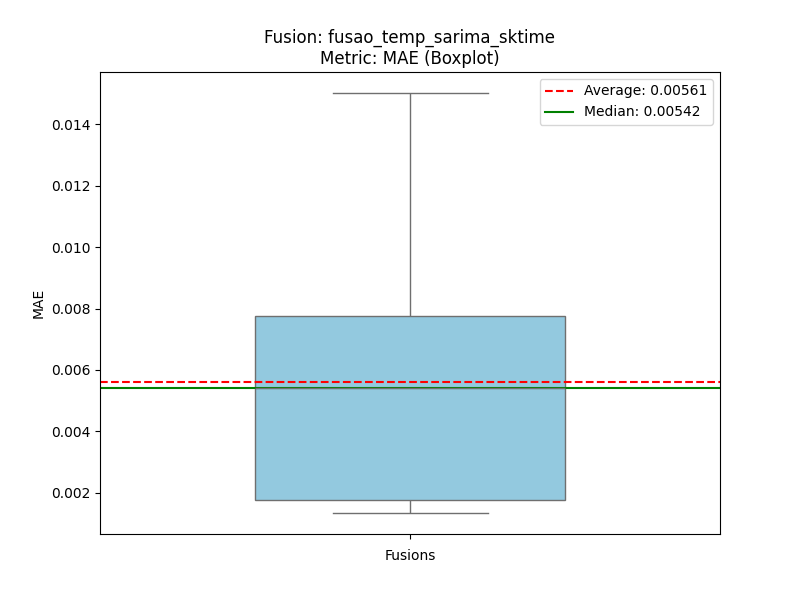 Fusion: fusao_temp_sarima_sktime
Metric: MAE (Boxplot)
Average: 0.00561
Median: 0.00542
0.014
0.012
0.010
0.008
0.006
0.004
0.002
MAE
Fusions